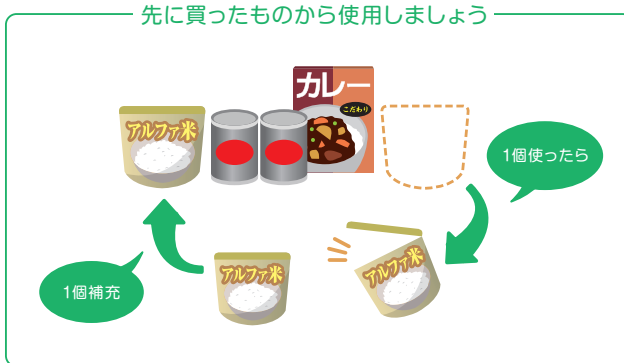 先に買ったものから使用しましょう
カレー
こだわり
アルファ米
1個使ったら
アルファ米
アルファ米
1個補充